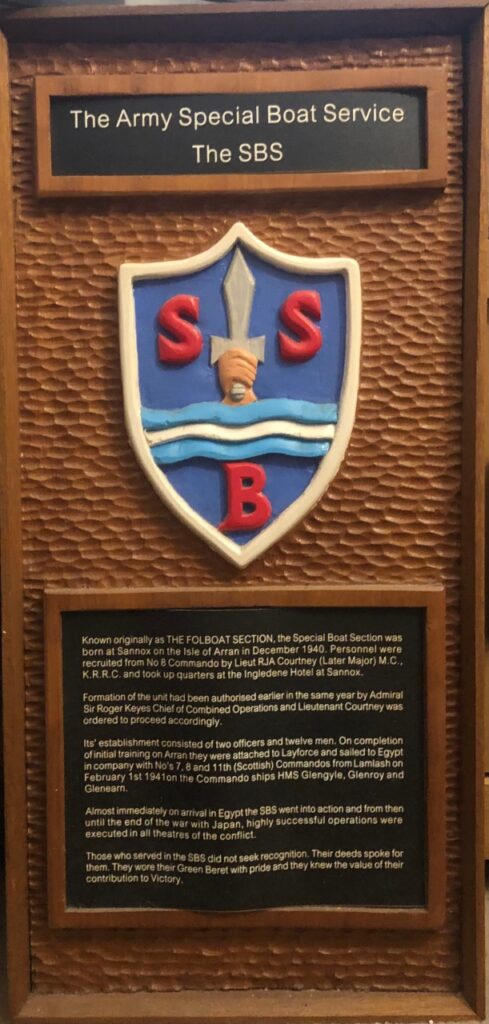 The Army Special Boat Service
The SBS
S S
B
Known originally as THE FOLBOAT SECTION, the Special Boat Section was
born at Sannox on the Isle of Arran in December 1940. Personnel were
recruited from No 8 Commando by Lieut RJA Courtney (Later Major) M.C.,
K.R.R.C. and took up quarters at the Ingledene Hotel at Sannox.
Formation of the unit had been authorised earlier in the same year by Admiral
Sir Roger Keyes Chief of Combined Operations and Lieutenant Courtney was
ordered to proceed accordingly.
Its' establishment consisted of two officers and twelve men. On completion
of initial training on Arran they were attached to Layforce and sailed to Egypt
in company with No's 7, 8 and 11th (Scottish) Commandos from Lamlash on
February 1st 1941on the Commando ships HMS Glengyle, Glenroy and
Glenearn.
Almost immediately on arrival in Egypt the SBS went into action and from then
until the end of the war with Japan, highly successful operations were
executed in all theatres of the conflict.
Those who served in the SBS did not seek recognition. Their deeds spoke for
them. They wore their Green Beret with pride and they knew the value of their
contribution to Victory.